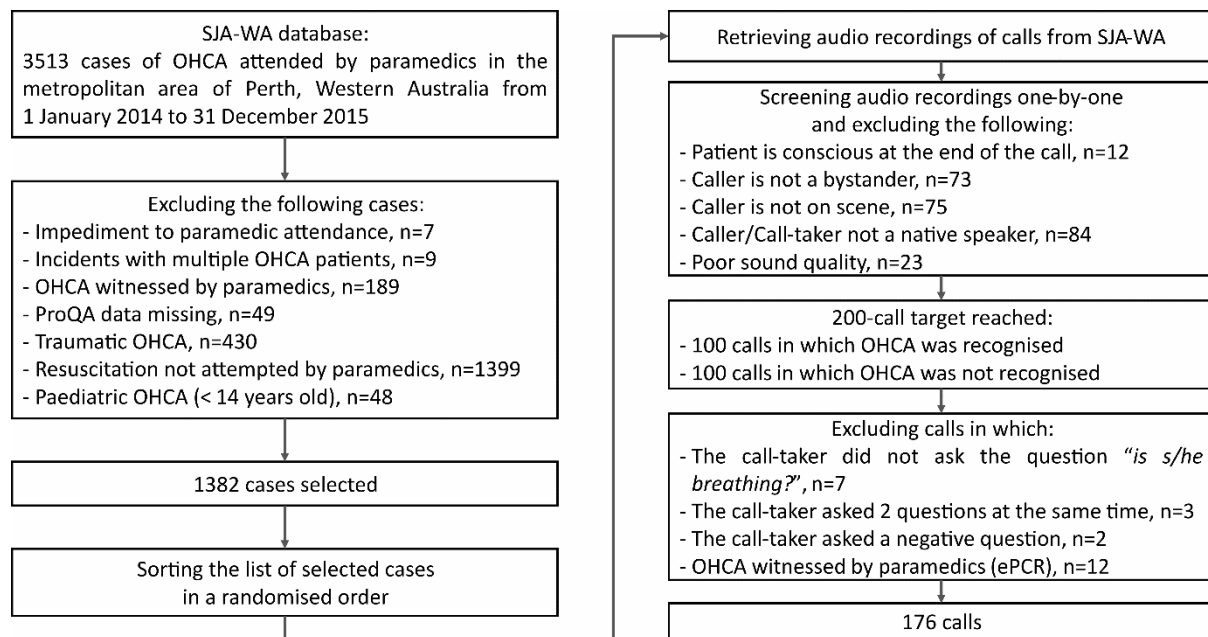 SJA-WA database:
3513 cases of OHCA attended by paramedics in the
metropolitan area of Perth, Western Australia from
1 January 2014 to 31 December 2015
Excluding the following cases:
- Impediment to paramedic attendance, n=7
- Incidents with multiple OHCA patients, n=9
- OHCA witnessed by paramedics, n=189
- ProQA data missing, n=49
- Traumatic OHCA, n=430
- Resuscitation not attempted by paramedics, n=1399
- Paediatric OHCA (< 14 years old), n=48
1382 cases selected
Sorting the list of selected cases
in a randomised order
Retrieving audio recordings of calls from SJA-WA
Screening audio recordings one-by-one
and excluding the following:
- Patient is conscious at the end of the call, n=12
- Caller is not a bystander, n=73
- Caller is not on scene, n=75
- Caller/Call-taker not a native speaker, n=84
- Poor sound quality, n=23
200-call target reached:
- 100 calls in which OHCA was recognised
- 100 calls in which OHCA was not recognised
Excluding calls in which:
- The call-taker did not ask the question “is s/he
breathing?”, n=7
- The call-taker asked 2 questions at the same time, n=3
- The call-taker asked a negative question, n=2
- OHCA witnessed by paramedics (ePCR), n=12
176 calls